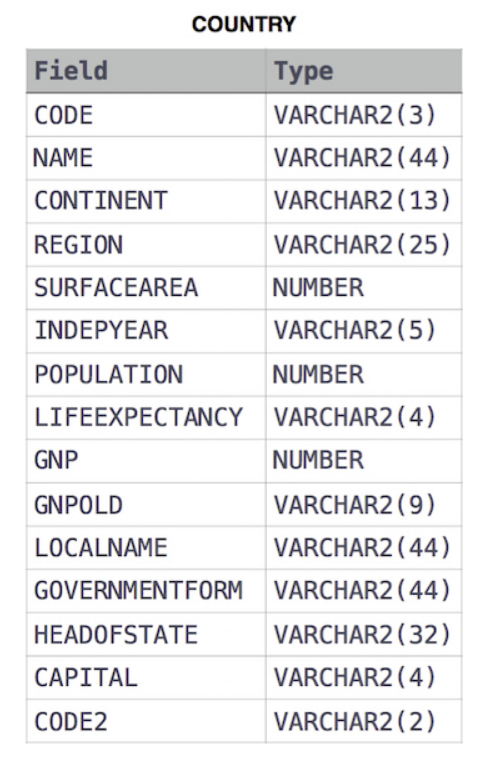 COUNTRY
Field Type
CODE VARCHAR2(3)
NAME VARCHAR2(44)
CONTINENT VARCHAR2(13)
REGION VARCHAR2(25)
SURFACEAREA NUMBER
INDEPYEAR VARCHAR2(5)
POPULATION NUMBER
LIFEEXPECTANCY VARCHAR2(4)
GNP NUMBER
GNPOLD VARCHAR2(9)
LOCALNAME VARCHAR2(44)
GOVERNMENTFORM VARCHAR2(44)
HEADOFSTATE VARCHAR2(32)
CAPITAL VARCHAR2(4)
CODE2 VARCHAR2(2)